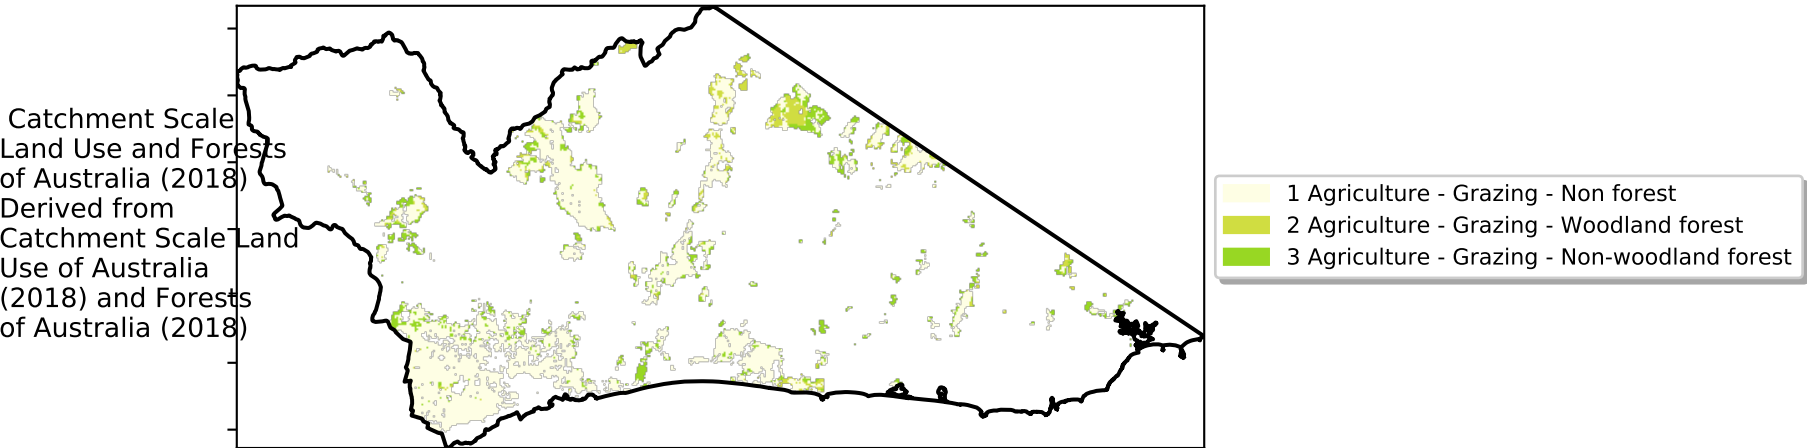 Catchment Scale
Land Use and Forests
of Australia (2018)
Derived from
Catchment Scale Land
Use of Australia
(2018) and Forests
of Australia (2018)
1 Agriculture - Grazing - Non forest
2 Agriculture - Grazing - Woodland forest
3 Agriculture - Grazing - Non-woodland forest